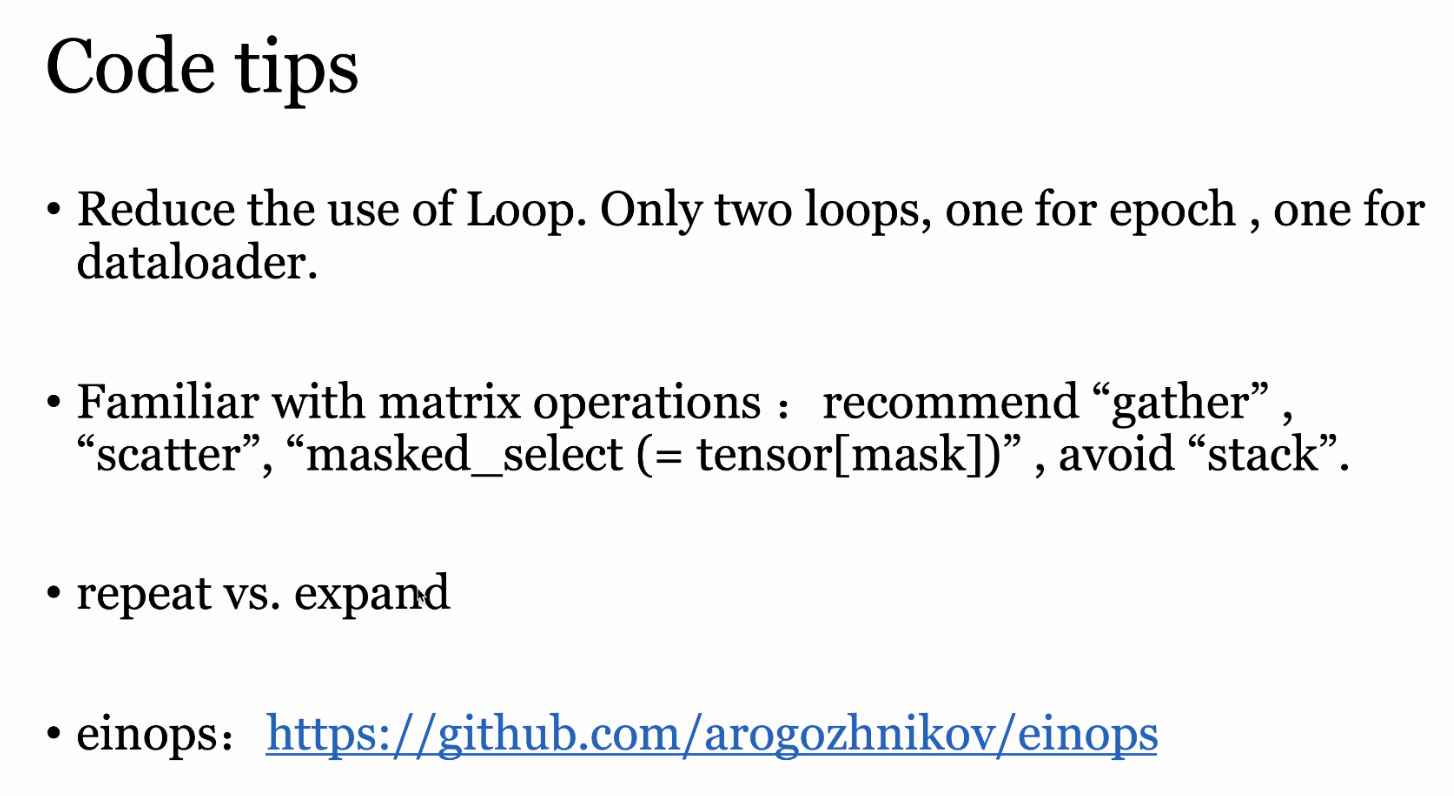 Code tips
• Reduce the use of Loop. Only two loops, one for epoch , one for
dataloader.
• Familiar with matrix operations ： recommend “gather” ,
“scatter”, “masked_select (= tensor[mask])” , avoid “stack”.
• repeat vs. expand
• einops： https://github.com/arogozhnikov/einops